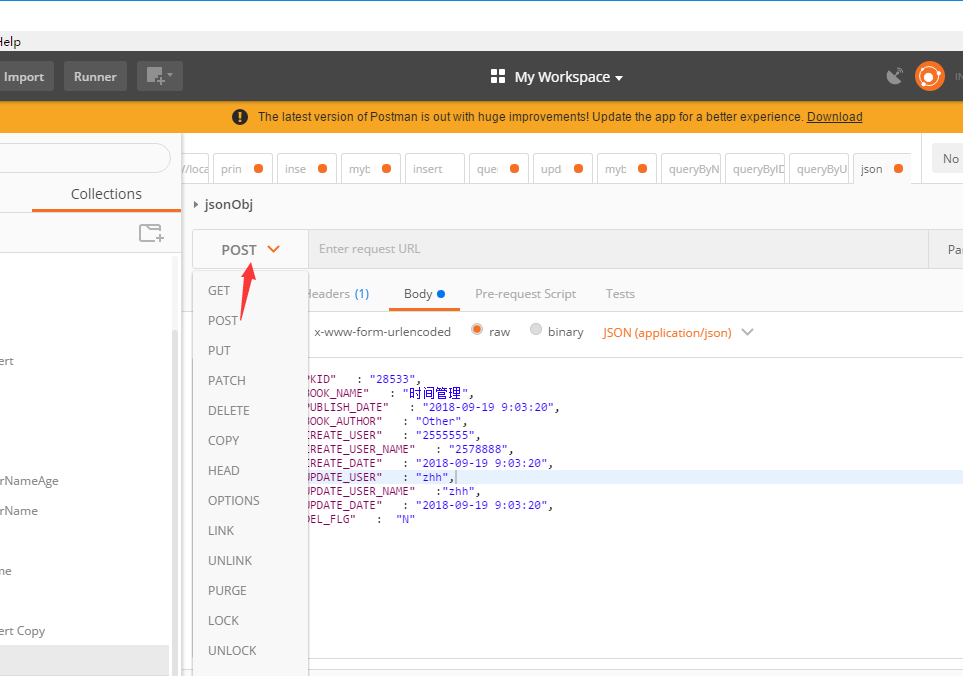 Help
Import Runner My Workspace IN
The latest version of Postman is out with huge improvements! Update the app for a better experience. Download
No
//loca prin inse myb insert que upd myb queryByN queryByID queryByU json
Collections
jsonObj
POST Enter request URL Pa
Headers (1) Body Pre-request Script Tests
x-www-form-urlencoded raw binary JSON (application/json)
GET
POST
PUT
PATCH
DELETE
COPY
HEAD
OPTIONS
LINK
UNLINK
PURGE
LOCK
UNLOCK
PKID" : "28533",
BOOK_NAME" : "时间管理",
PUBLISH_DATE" : "2018-09-19 9:03:20",
BOOK_AUTHOR" : "Other",
CREATE_USER" : "2555555",
CREATE_USER_NAME" : "2578888",
CREATE_DATE" : "2018-09-19 9:03:20",
UPDATE_USER" : "zhh",
UPDATE_USER_NAME" :"zhh",
UPDATE_DATE" : "2018-09-19 9:03:20",
DEL_FLG" : "N"
ert
rNameAge
rName
me
ert Copy